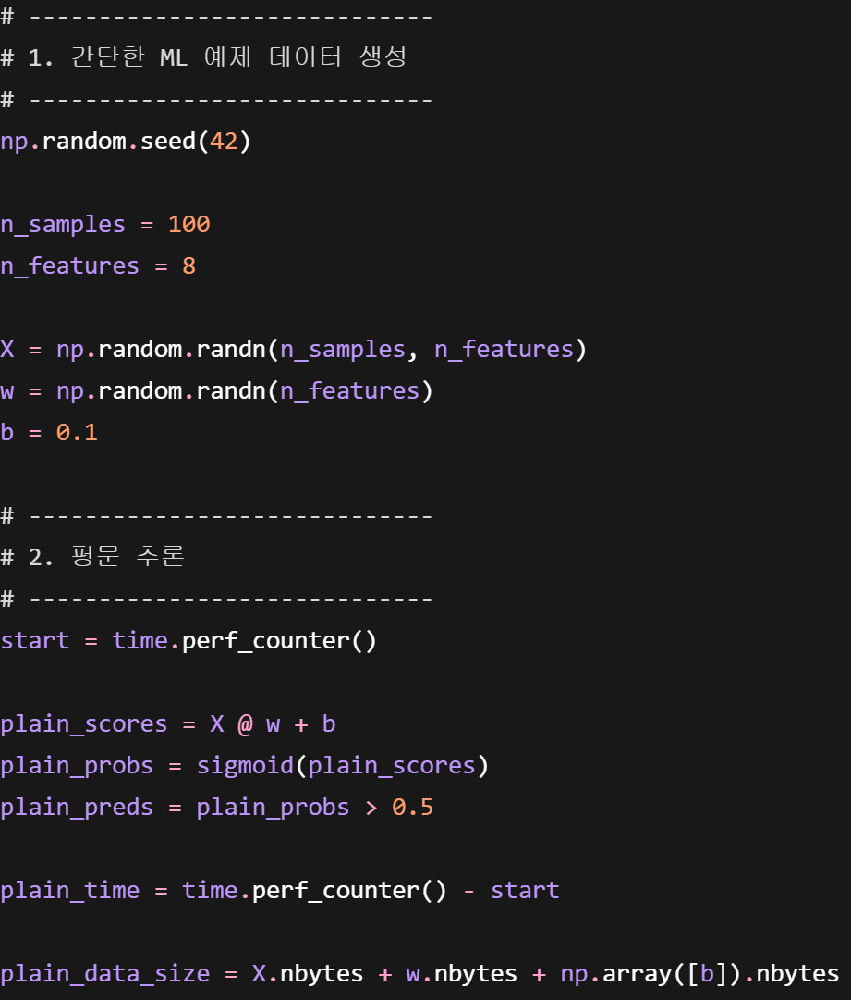 # -----------------------------
# 1. 간단한 ML 예제 데이터 생성
# -----------------------------
np.random.seed(42)
n_samples = 100
n_features = 8
X = np.random.randn(n_samples, n_features)
w = np.random.randn(n_features)
b = 0.1
# -----------------------------
# 2. 평문 추론
# -----------------------------
start = time.perf_counter()
plain_scores = X @ w + b
plain_probs = sigmoid(plain_scores)
plain_preds = plain_probs > 0.5
plain_time = time.perf_counter() - start
plain_data_size = X.nbytes + w.nbytes + np.array([b]).nbytes